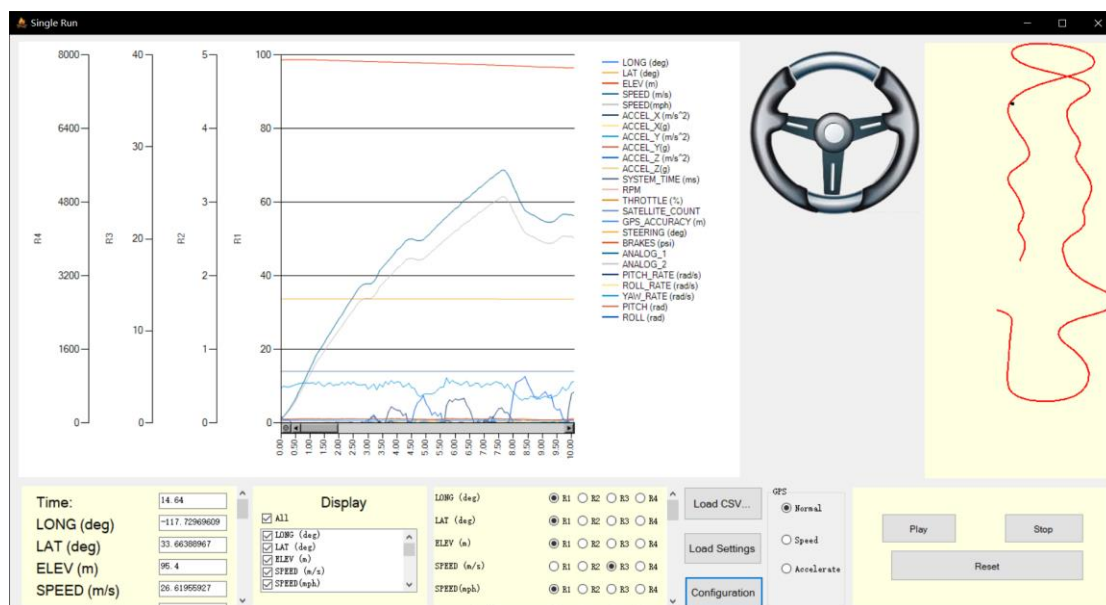 Single Run
8000 40 5 100
6400 4 80
30
4800 3 60
R4 R3 20 R2 R1
3200 2 40
10
1600 1 20
0 0 0 0
0.00 0.50 1.00 1.50 2.00 2.50 3.00 3.50 4.00 4.50 5.00 5.50 6.00 6.50 7.00 7.50 8.00 8.50 9.00 9.50 10.00
LONG (deg)
LAT (deg)
ELEV (m)
SPEED (m/s)
SPEED(mph)
ACCEL_X (m/s^2)
ACCEL_X(g)
ACCEL_Y (m/s^2)
ACCEL_Y(g)
ACCEL_Z (m/s^2)
ACCEL_Z(g)
SYSTEM_TIME (ms)
RPM
THROTTLE (%)
SATELLITE_COUNT
GPS_ACCURACY (m)
STEERING (deg)
BRAKES (psi)
ANALOG_1
ANALOG_2
PITCH_RATE (rad/s)
ROLL_RATE (rad/s)
YAW_RATE (rad/s)
PITCH (rad)
ROLL (rad)
Time: 14.64
LONG (deg) -117.72969609
LAT (deg) 33.66388967
ELEV (m) 95.4
SPEED (m/s) 26.61955927
Display
All
LONG (deg)
LAT (deg)
ELEV (m)
SPEED (m/s)
SPEED(mph)
LONG (deg) R1 R2 R3 R4
LAT (deg) R1 R2 R3 R4
ELEV (m) R1 R2 R3 R4
SPEED (m/s) R1 R2 R3 R4
SPEED(mph) R1 R2 R3 R4
Load CSV...
Load Settings
Configuration
GPS
Normal
Speed
Accelerate
Play Stop
Reset